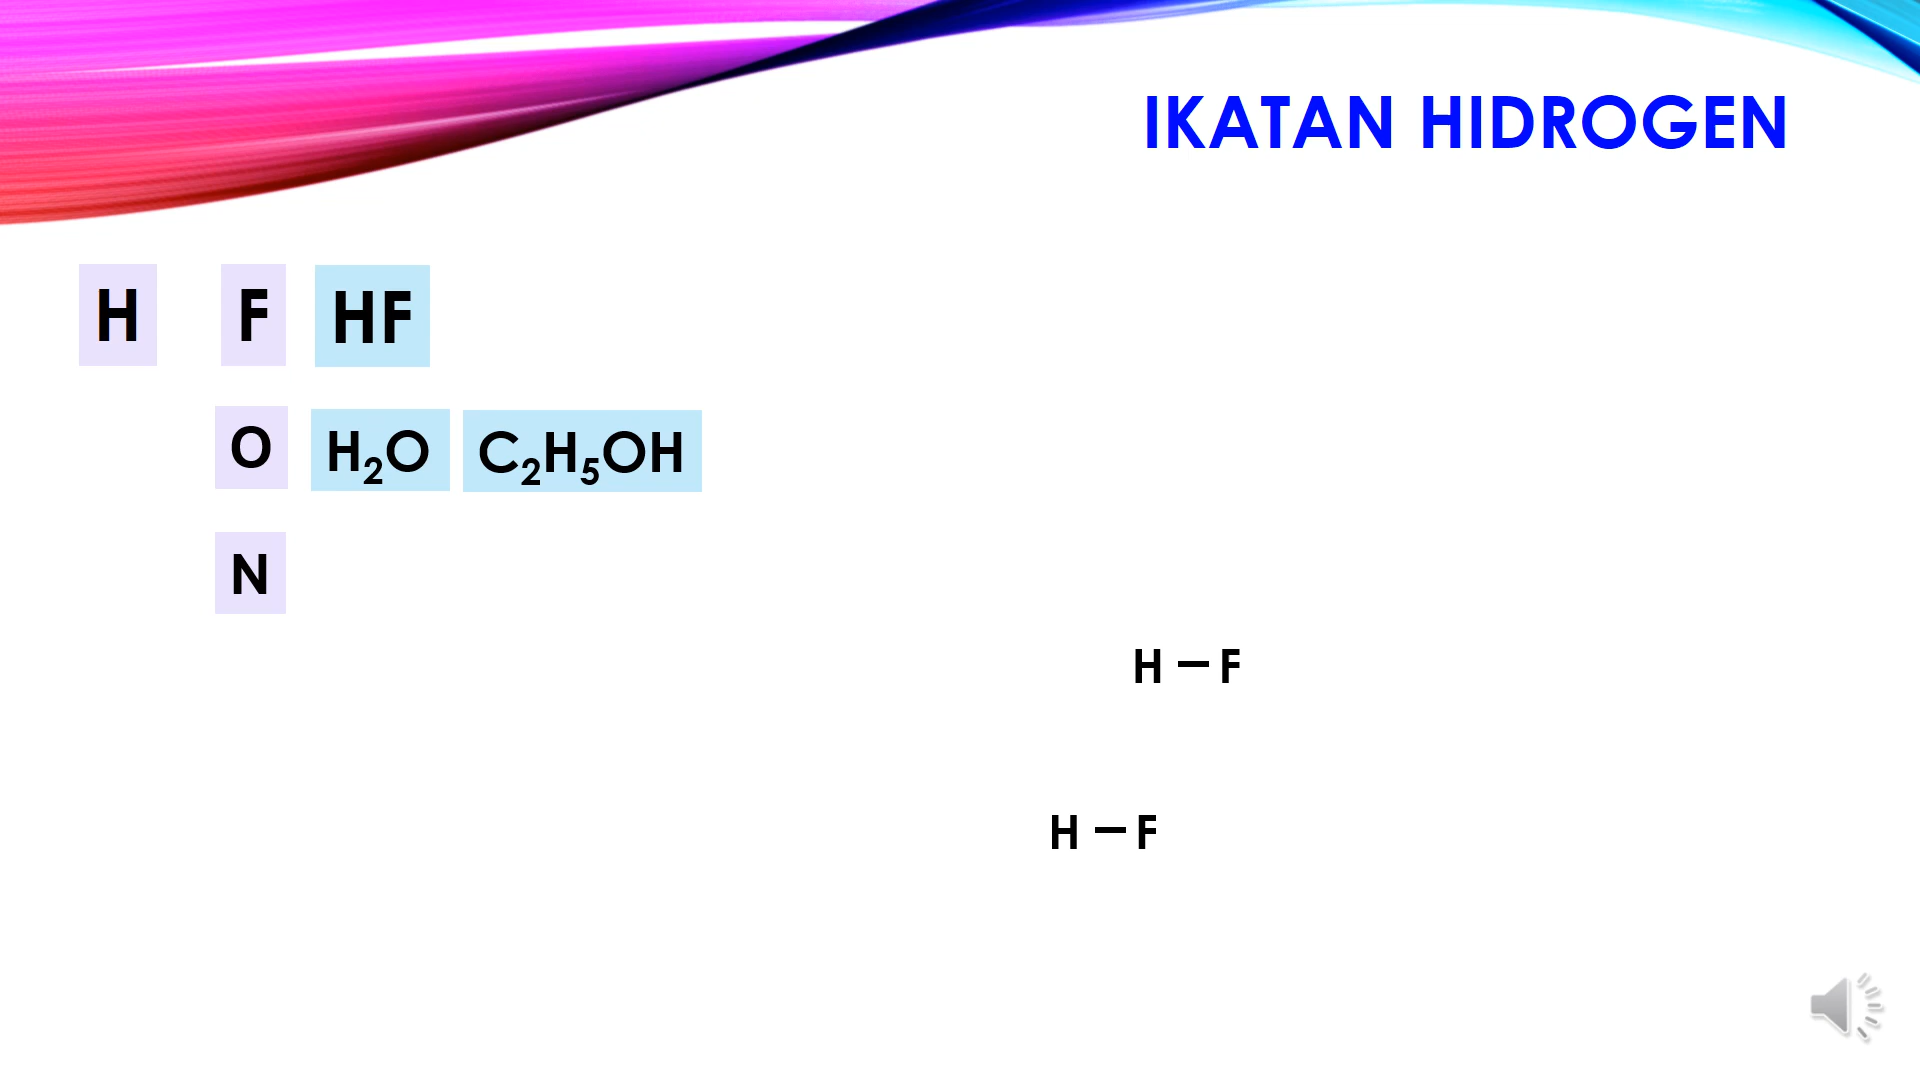 IKATAN HIDROGEN
H F HF
O H₂O C₂H₅OH
N
H – F
H – F